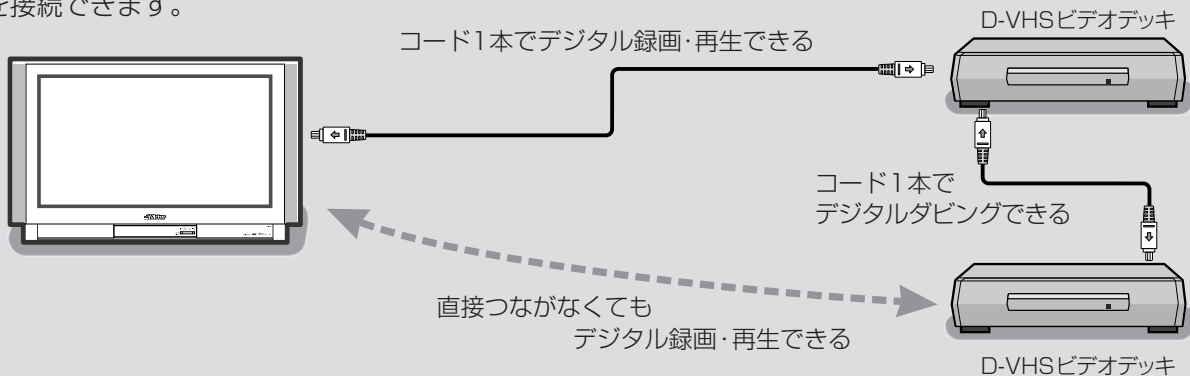 を接続できます。
D-VHSビデオデッキ
コード1本でデジタル録画・再生できる
コード1本で
デジタルダビングできる
Victor
直接つながなくても
デジタル録画・再生できる
D-VHSビデオデッキ